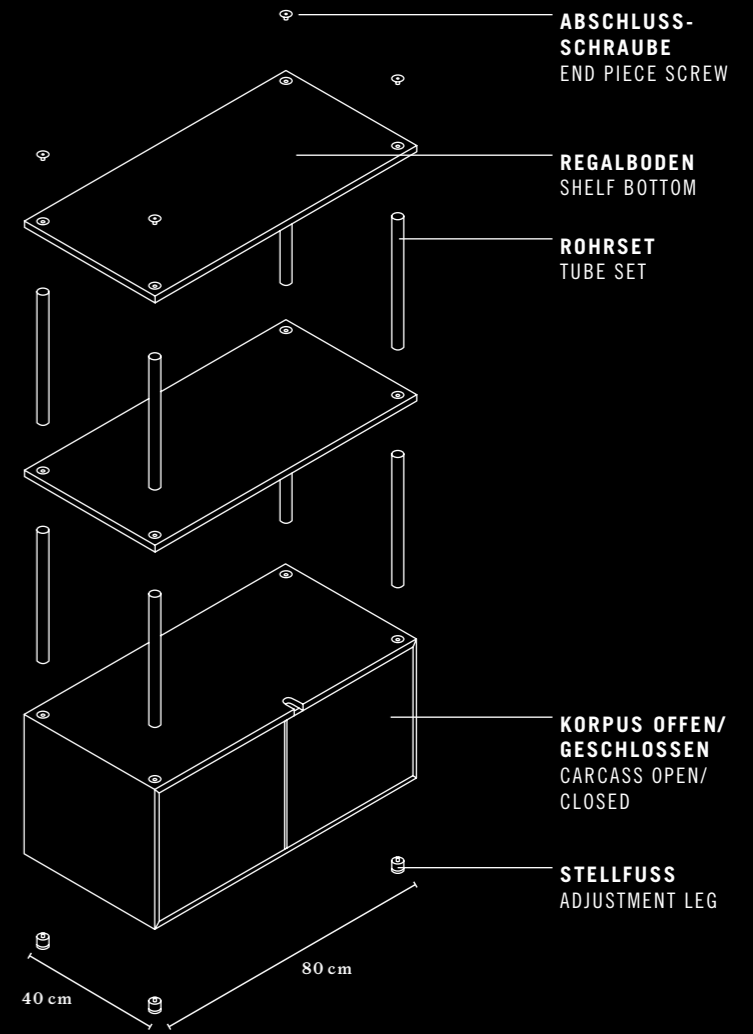 ABSCHLUSS-
SCHRAUBE
END PIECE SCREW
REGALBODEN
SHELF BOTTOM
ROHRSET
TUBE SET
KORPUS OFFEN/
GESCHLOSSEN
CARCASS OPEN/
CLOSED
STELLFUSS
ADJUSTMENT LEG
80 cm
40 cm